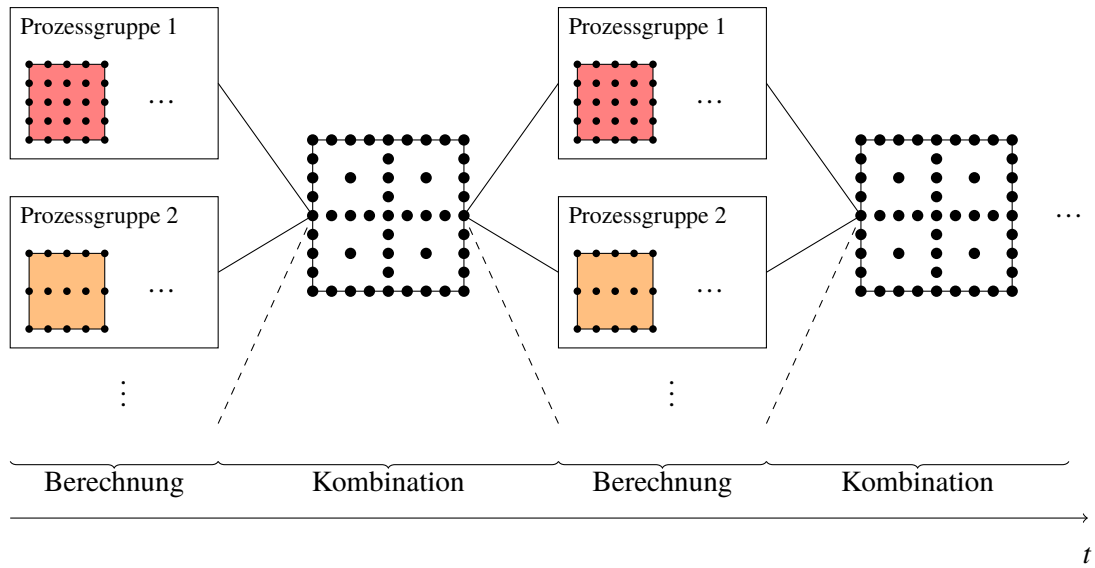 Prozessgruppe 1
...
Prozessgruppe 2
...
⋮
Prozessgruppe 1
...
Prozessgruppe 2
...
⋮
...
Berechnung
Kombination
Berechnung
Kombination
t